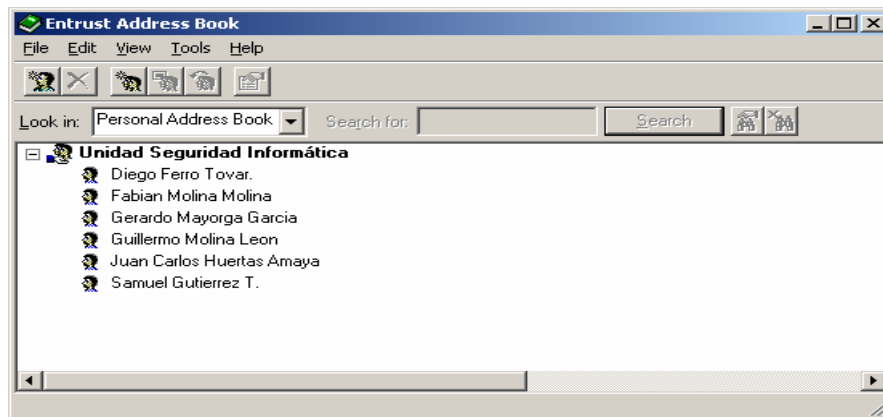 Entrust Address Book
File Edit View Tools Help
Look in: Personal Address Book Search for: Search
Unidad Seguridad Informática
Diego Ferro Tovar.
Fabian Molina Molina
Gerardo Mayorga Garcia
Guillermo Molina Leon
Juan Carlos Huertas Amaya
Samuel Gutierrez T.